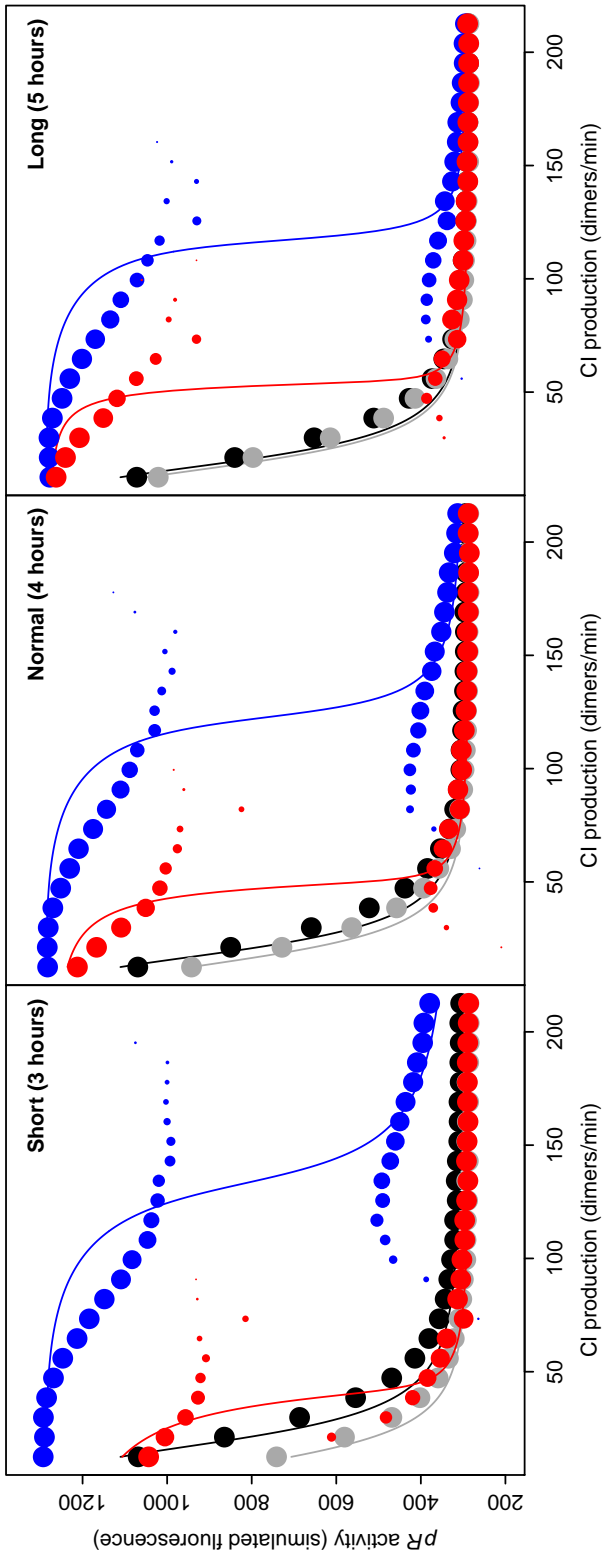 Short (3 hours)
Normal (4 hours)
Long (5 hours)
pR activity (simulated fluorescence)
200 400 600 800 1000 1200
50 100 150 200
50 100 150 200
50 100 150 200
CI production (dimers/min)
CI production (dimers/min)
CI production (dimers/min)